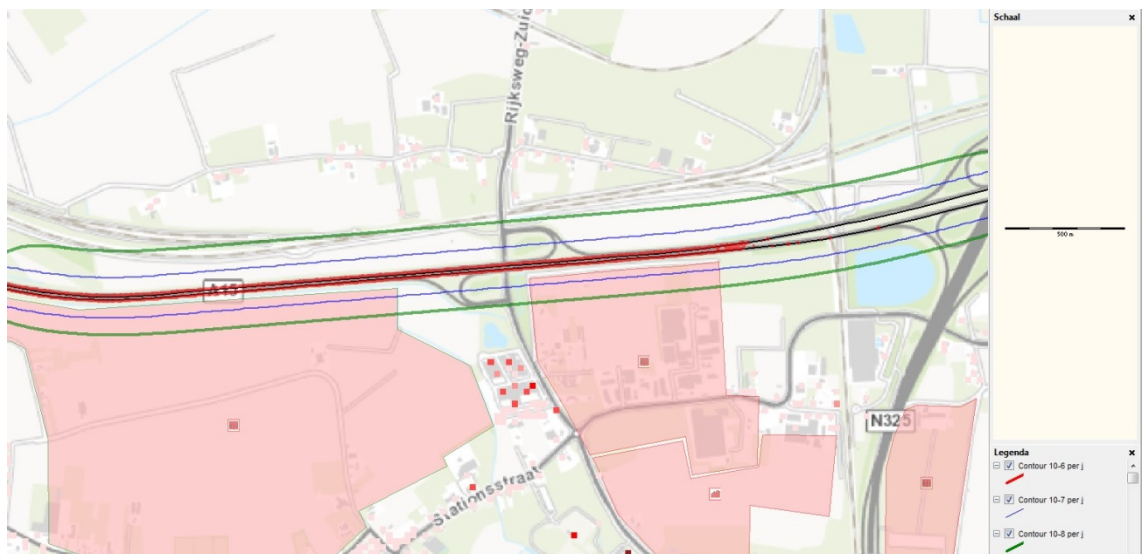 Rijksweg-Zuid
A15
N325
Stationsstraat
Schaal
500 m
Legenda
Contour 10-6 per j
Contour 10-7 per j
Contour 10-8 per j